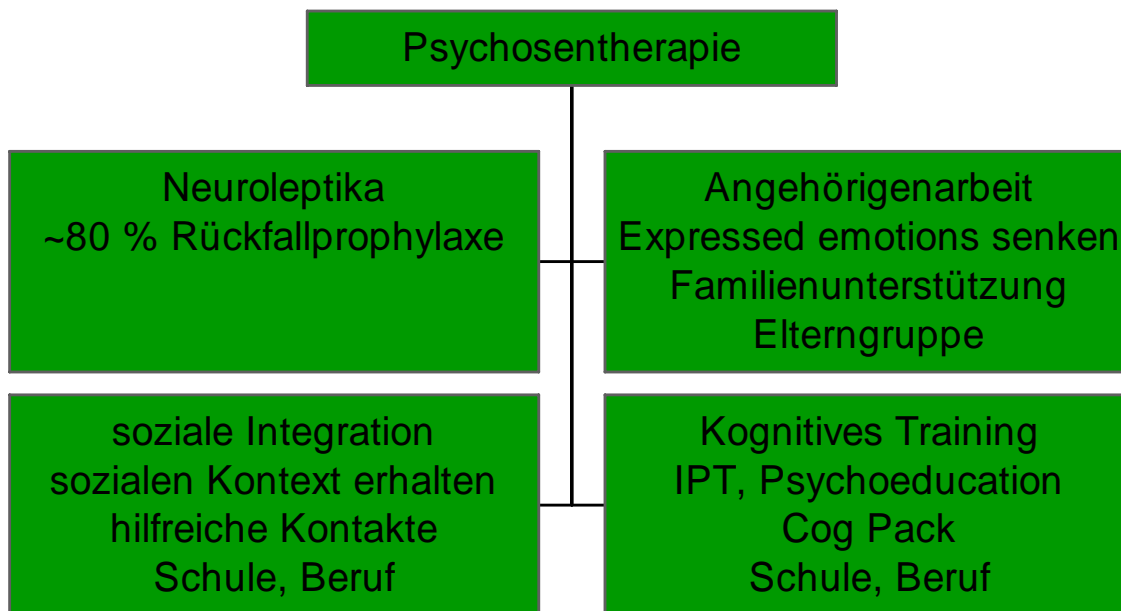 Psychosentherapie
Neuroleptika
~80 % Rückfallprophylaxe
Angehörigenarbeit
Expressed emotions senken
Familienunterstützung
Elterngruppe
soziale Integration
sozialen Kontext erhalten
hilfreiche Kontakte
Schule, Beruf
Kognitives Training
IPT, Psychoeducation
Cog Pack
Schule, Beruf